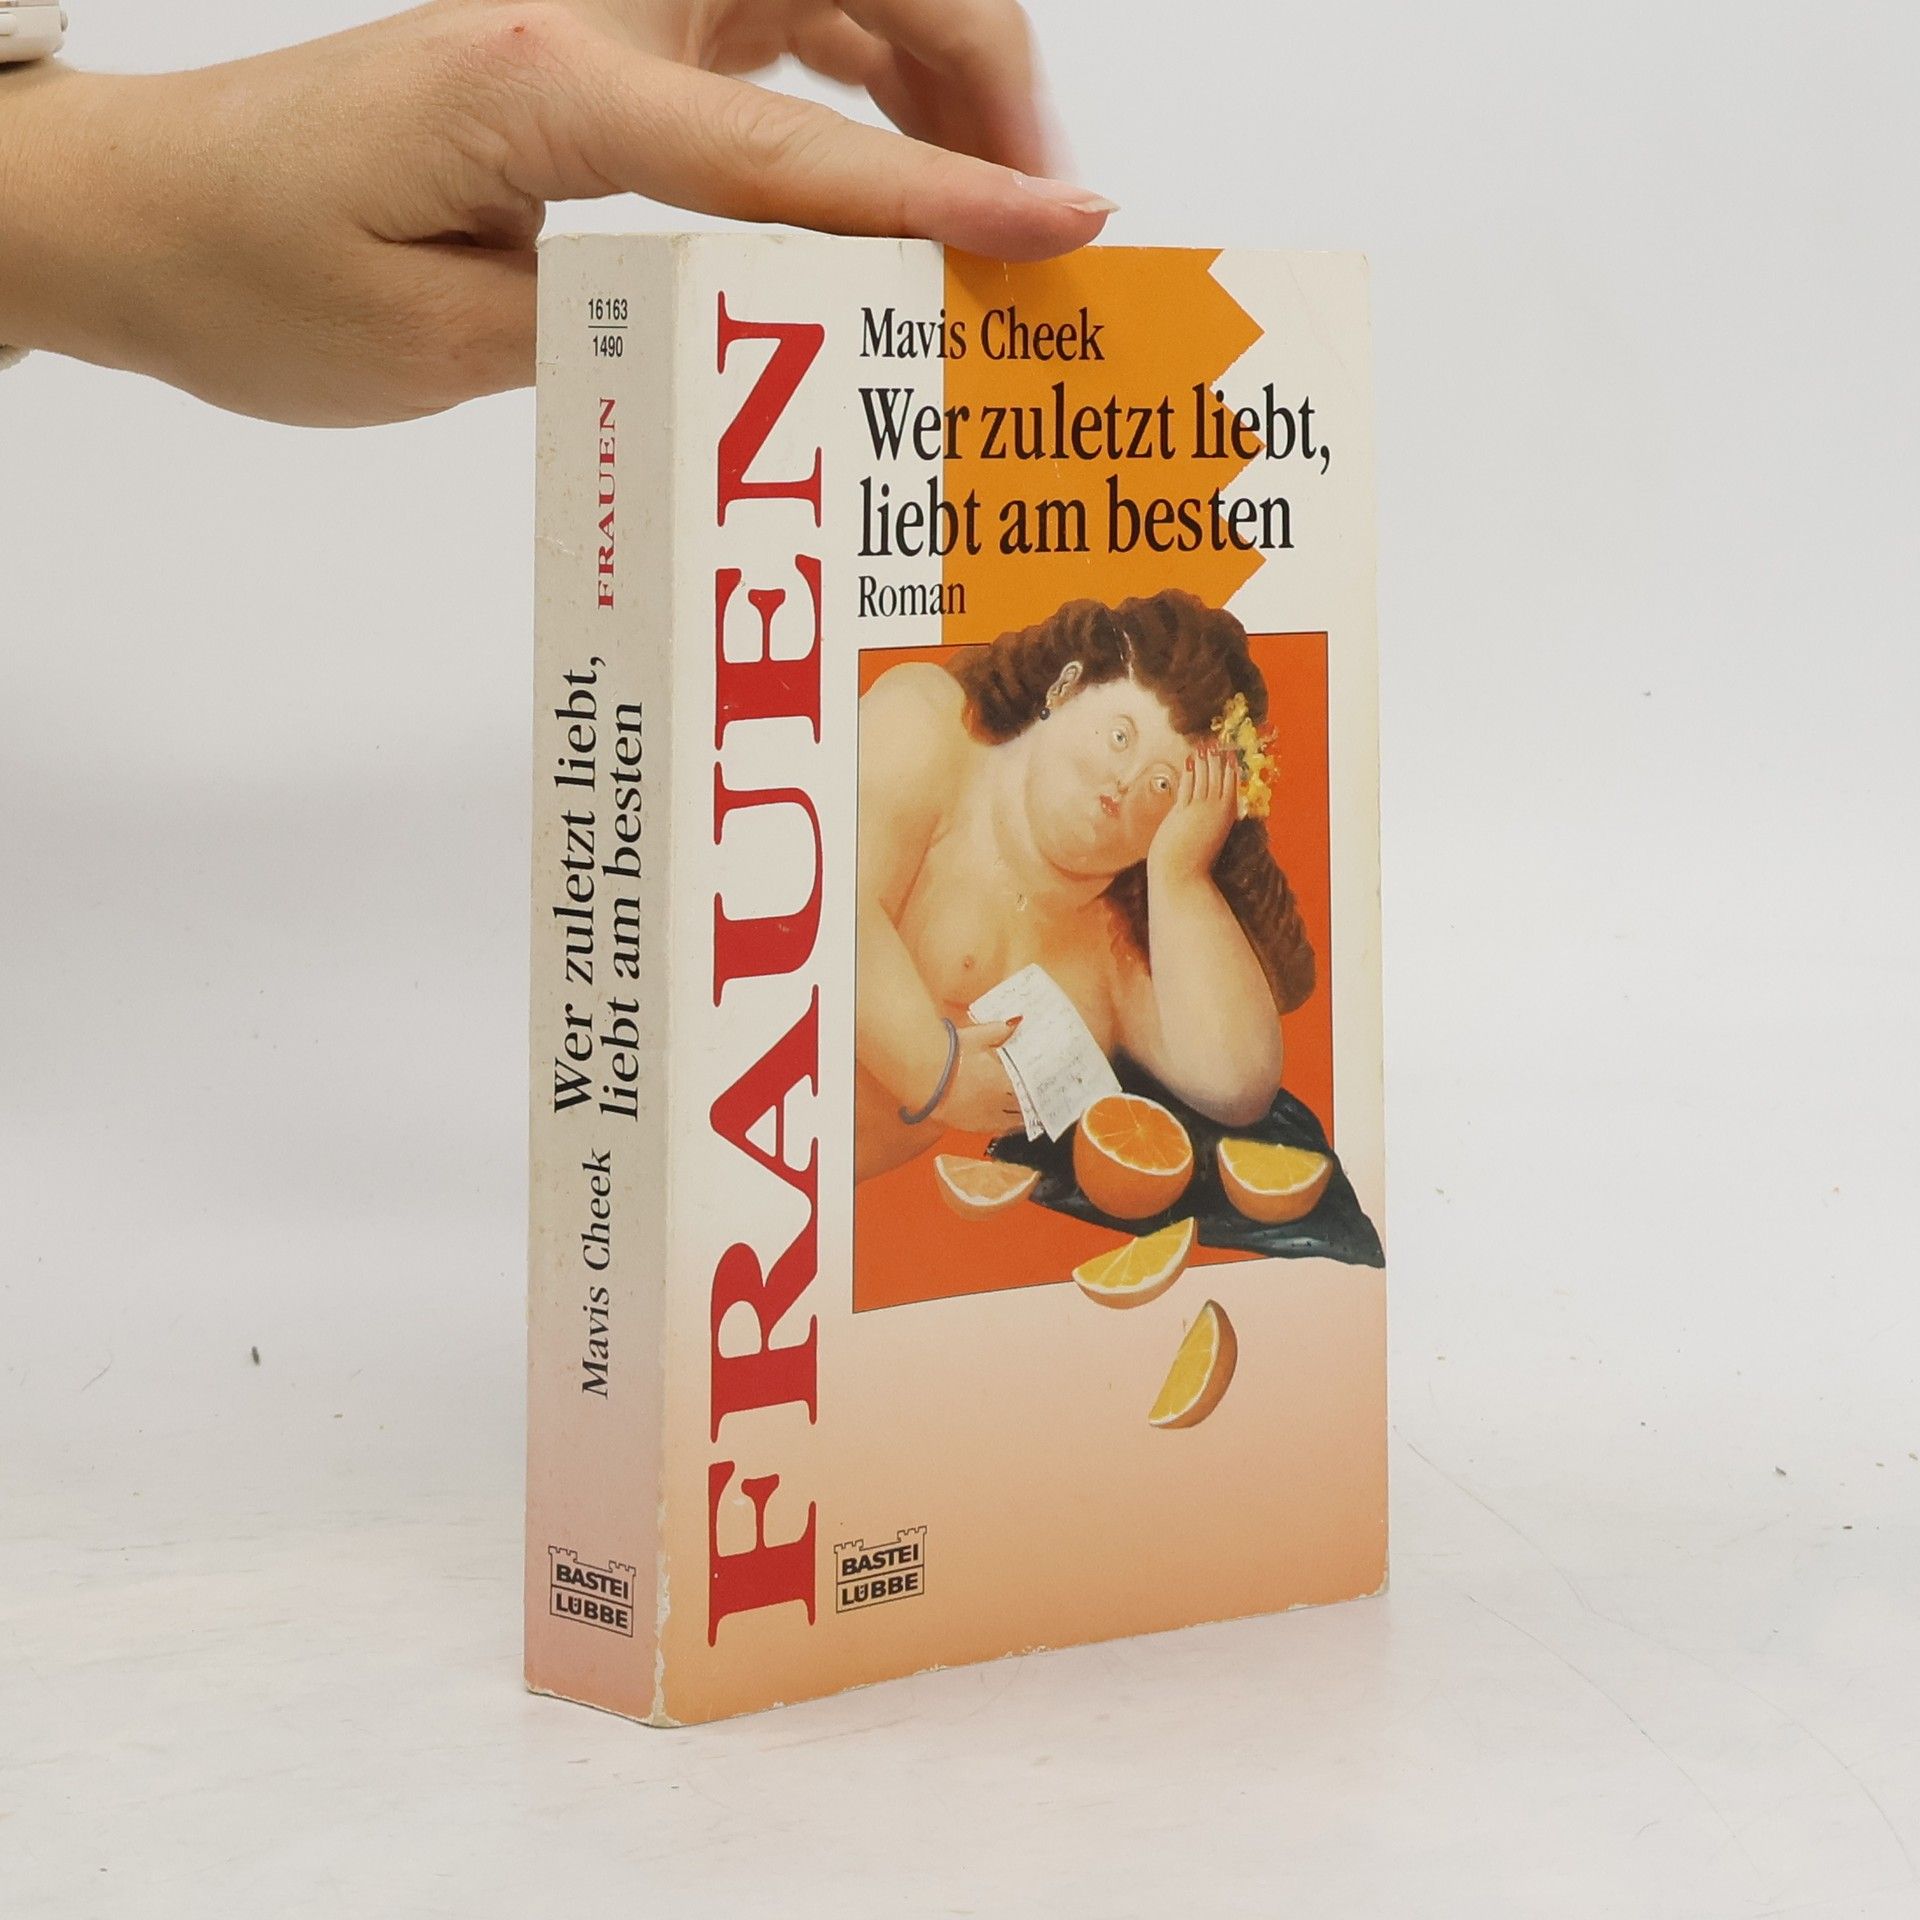 16163
1490
FRAUEN
Wer zuletzt liebt,
liebt am besten
Mavis Cheek
BASTEI
LÜBBE
FRAUEN
Mavis Cheek
Wer zuletzt liebt,
liebt am besten
Roman
BASTEI
LÜBBE